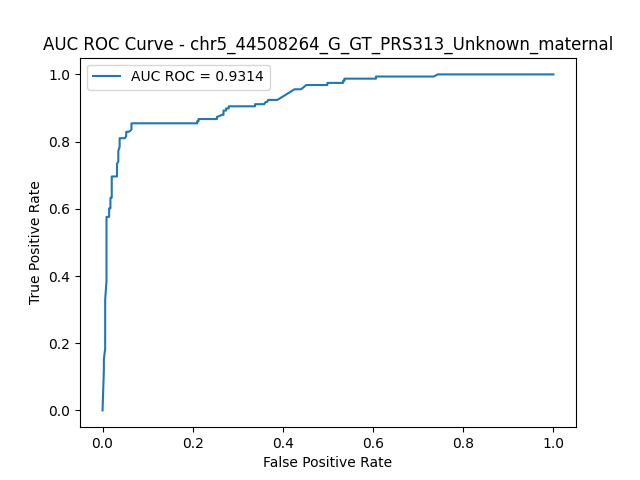 AUC ROC Curve - chr5_44508264_G_GT_PRS313_Unknown_maternal
AUC ROC = 0.9314
1.0
0.8
0.6
0.4
0.2
0.0
True Positive Rate
0.0 0.2 0.4 0.6 0.8 1.0
False Positive Rate